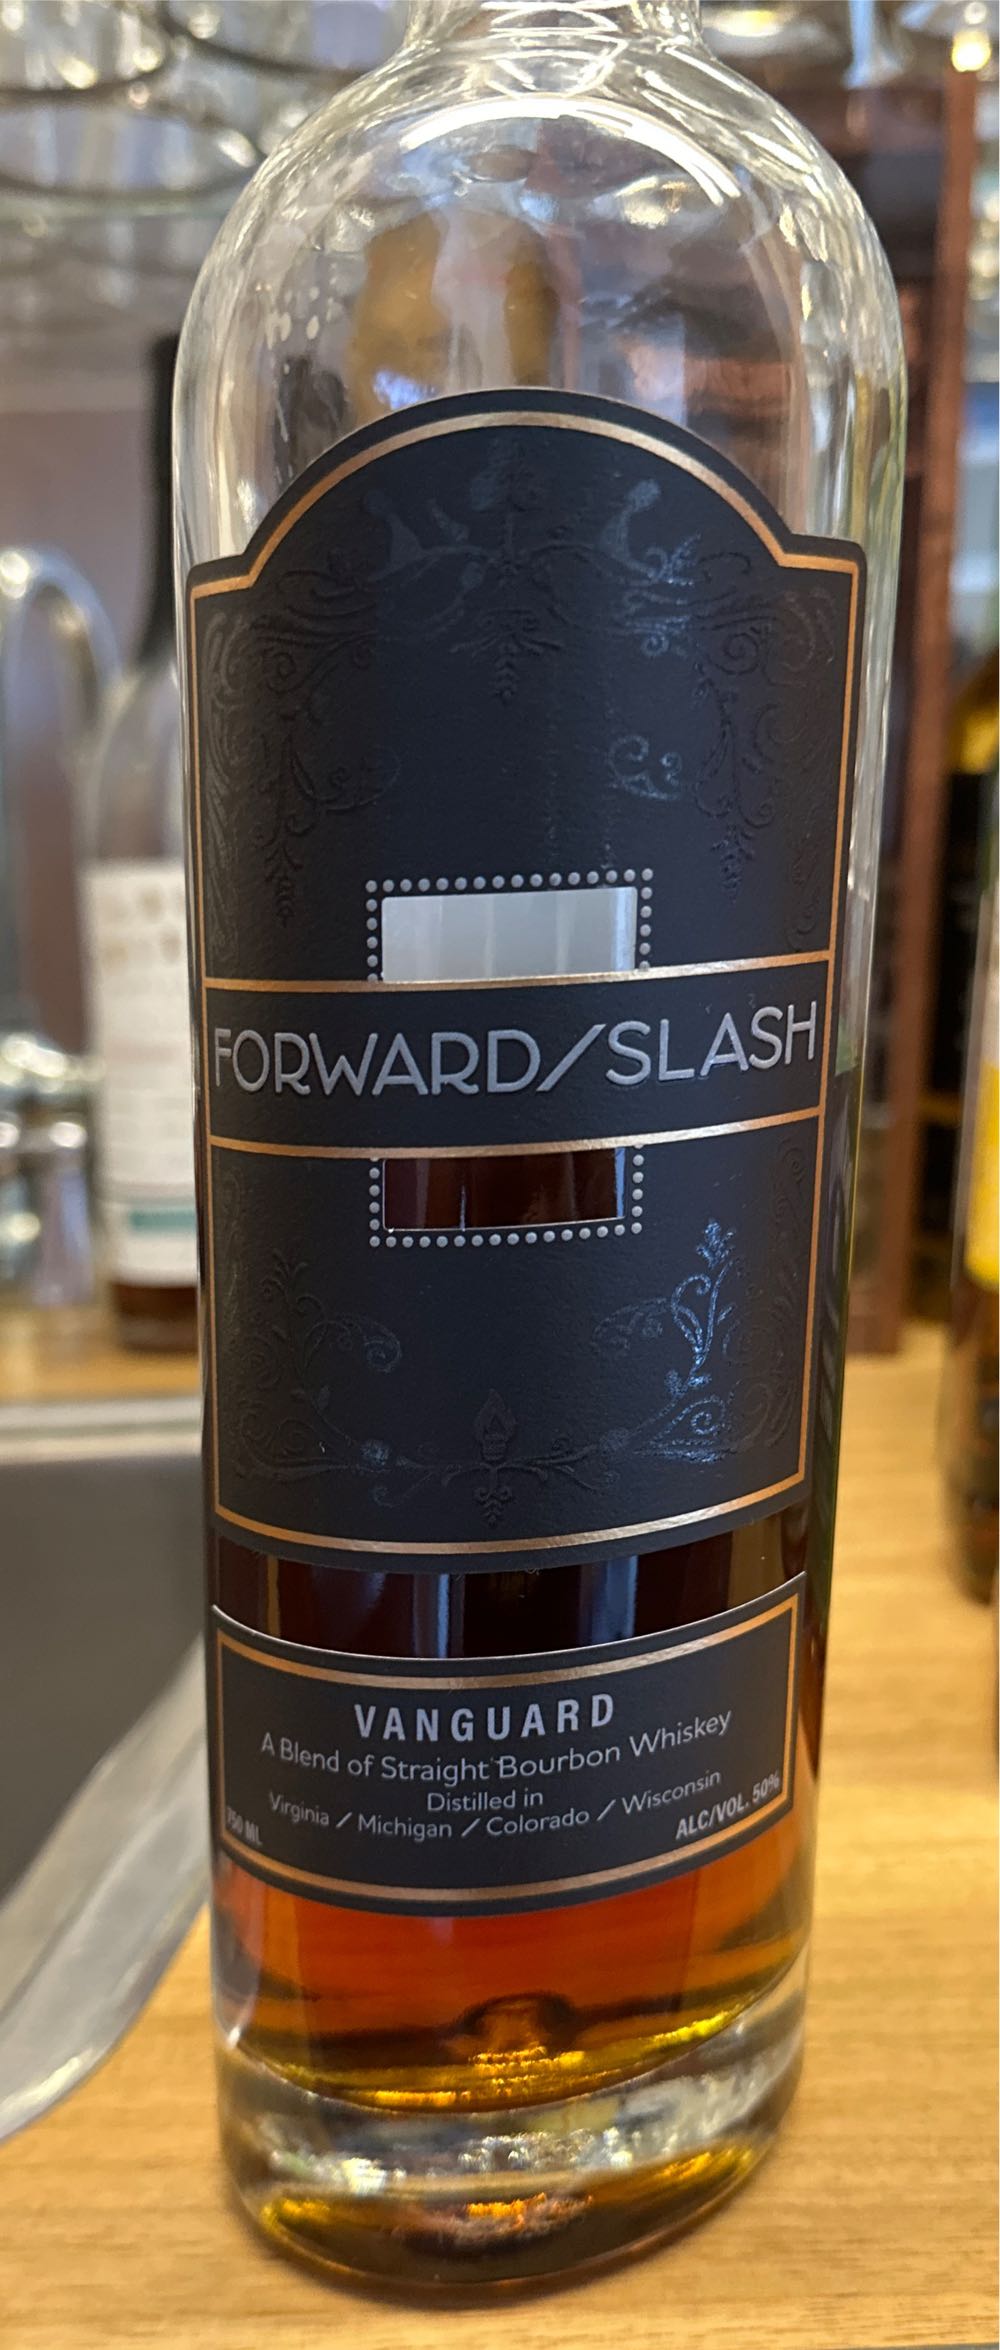 FORWARD/SLASH
VANGUARD
A Blend of Straight Bourbon Whiskey
Distilled in
Virginia / Michigan / Colorado / Wisconsin
750 ML
ALC/VOL. 50%